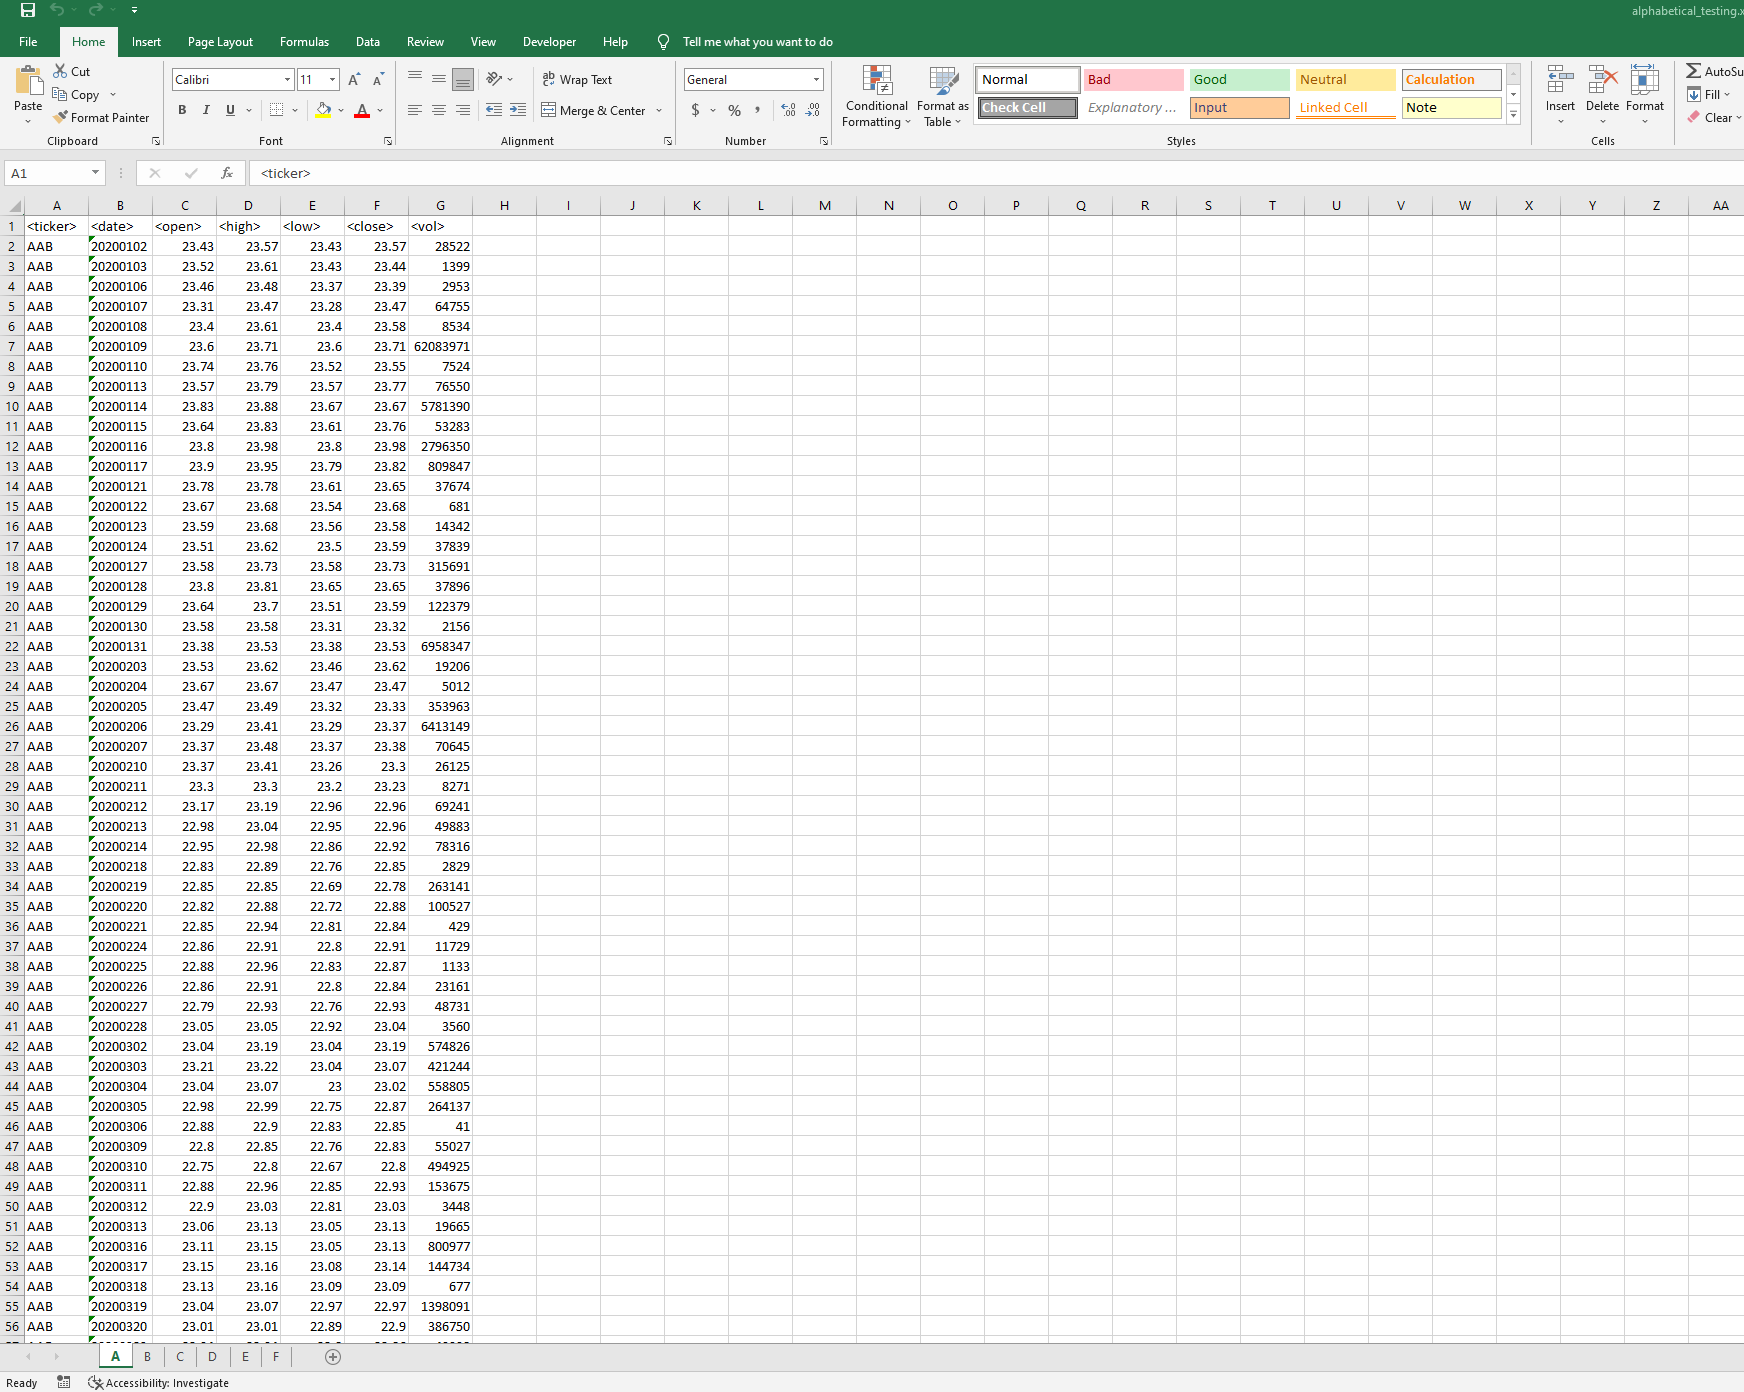 alphabetical_testing.x
File Home Insert Page Layout Formulas Data Review View Developer Help Tell me what you want to do
Paste Cut Copy Format Painter Clipboard
Calibri 11 A A B I U A Font
ab Wrap Text Merge & Center Alignment
General $ % , .0 .00 Number
Conditional Formatting Format as Table
Normal Bad Good Neutral Calculation
Check Cell Explanatory ... Input Linked Cell Note
Styles
Insert Delete Format Cells
AutoSu
Fill
Clear
A1 fx <ticker>
A B C D E F G H I J K L M N O P Q R S T U V W X Y Z AA
1 <ticker> <date> <open> <high> <low> <close> <vol>
2 AAB 20200102 23.43 23.57 23.43 23.57 28522
3 AAB 20200103 23.52 23.61 23.43 23.44 1399
4 AAB 20200106 23.46 23.48 23.37 23.39 2953
5 AAB 20200107 23.31 23.47 23.28 23.47 64755
6 AAB 20200108 23.4 23.61 23.4 23.58 8534
7 AAB 20200109 23.6 23.71 23.6 23.71 62083971
8 AAB 20200110 23.74 23.76 23.52 23.55 7524
9 AAB 20200113 23.57 23.79 23.57 23.77 76550
10 AAB 20200114 23.83 23.88 23.67 23.67 5781390
11 AAB 20200115 23.64 23.83 23.61 23.76 53283
12 AAB 20200116 23.8 23.98 23.8 23.98 2796350
13 AAB 20200117 23.9 23.95 23.79 23.82 809847
14 AAB 20200121 23.78 23.78 23.61 23.65 37674
15 AAB 20200122 23.67 23.68 23.54 23.68 681
16 AAB 20200123 23.59 23.68 23.56 23.58 14342
17 AAB 20200124 23.51 23.62 23.5 23.59 37839
18 AAB 20200127 23.58 23.73 23.58 23.73 315691
19 AAB 20200128 23.8 23.81 23.65 23.65 37896
20 AAB 20200129 23.64 23.7 23.51 23.59 122379
21 AAB 20200130 23.58 23.58 23.31 23.32 2156
22 AAB 20200131 23.38 23.53 23.38 23.53 6958347
23 AAB 20200203 23.53 23.62 23.46 23.62 19206
24 AAB 20200204 23.67 23.67 23.47 23.47 5012
25 AAB 20200205 23.47 23.49 23.32 23.33 353963
26 AAB 20200206 23.29 23.41 23.29 23.37 6413149
27 AAB 20200207 23.37 23.48 23.37 23.38 70645
28 AAB 20200210 23.37 23.41 23.26 23.3 26125
29 AAB 20200211 23.3 23.3 23.2 23.23 8271
30 AAB 20200212 23.17 23.19 22.96 22.96 69241
31 AAB 20200213 22.98 23.04 22.95 22.96 49883
32 AAB 20200214 22.95 22.98 22.86 22.92 78316
33 AAB 20200218 22.83 22.89 22.76 22.85 2829
34 AAB 20200219 22.85 22.85 22.69 22.78 263141
35 AAB 20200220 22.82 22.88 22.72 22.88 100527
36 AAB 20200221 22.85 22.94 22.81 22.84 429
37 AAB 20200224 22.86 22.91 22.8 22.91 11729
38 AAB 20200225 22.88 22.96 22.83 22.87 1133
39 AAB 20200226 22.86 22.91 22.8 22.84 23161
40 AAB 20200227 22.79 22.93 22.76 22.93 48731
41 AAB 20200228 23.05 23.05 22.92 23.04 3560
42 AAB 20200302 23.04 23.19 23.04 23.19 574826
43 AAB 20200303 23.21 23.22 23.04 23.07 421244
44 AAB 20200304 23.04 23.07 23 23.02 558805
45 AAB 20200305 22.98 22.99 22.75 22.87 264137
46 AAB 20200306 22.88 22.9 22.83 22.85 41
47 AAB 20200309 22.8 22.85 22.76 22.83 55027
48 AAB 20200310 22.75 22.8 22.67 22.8 494925
49 AAB 20200311 22.88 22.96 22.85 22.93 153675
50 AAB 20200312 22.9 23.03 22.81 23.03 3448
51 AAB 20200313 23.06 23.13 23.05 23.13 19665
52 AAB 20200316 23.11 23.15 23.05 23.13 800977
53 AAB 20200317 23.15 23.16 23.08 23.14 144734
54 AAB 20200318 23.13 23.16 23.09 23.09 677
55 AAB 20200319 23.04 23.07 22.97 22.97 1398091
56 AAB 20200320 23.01 23.01 22.89 22.9 386750
A B C D E F
Ready Accessibility: Investigate